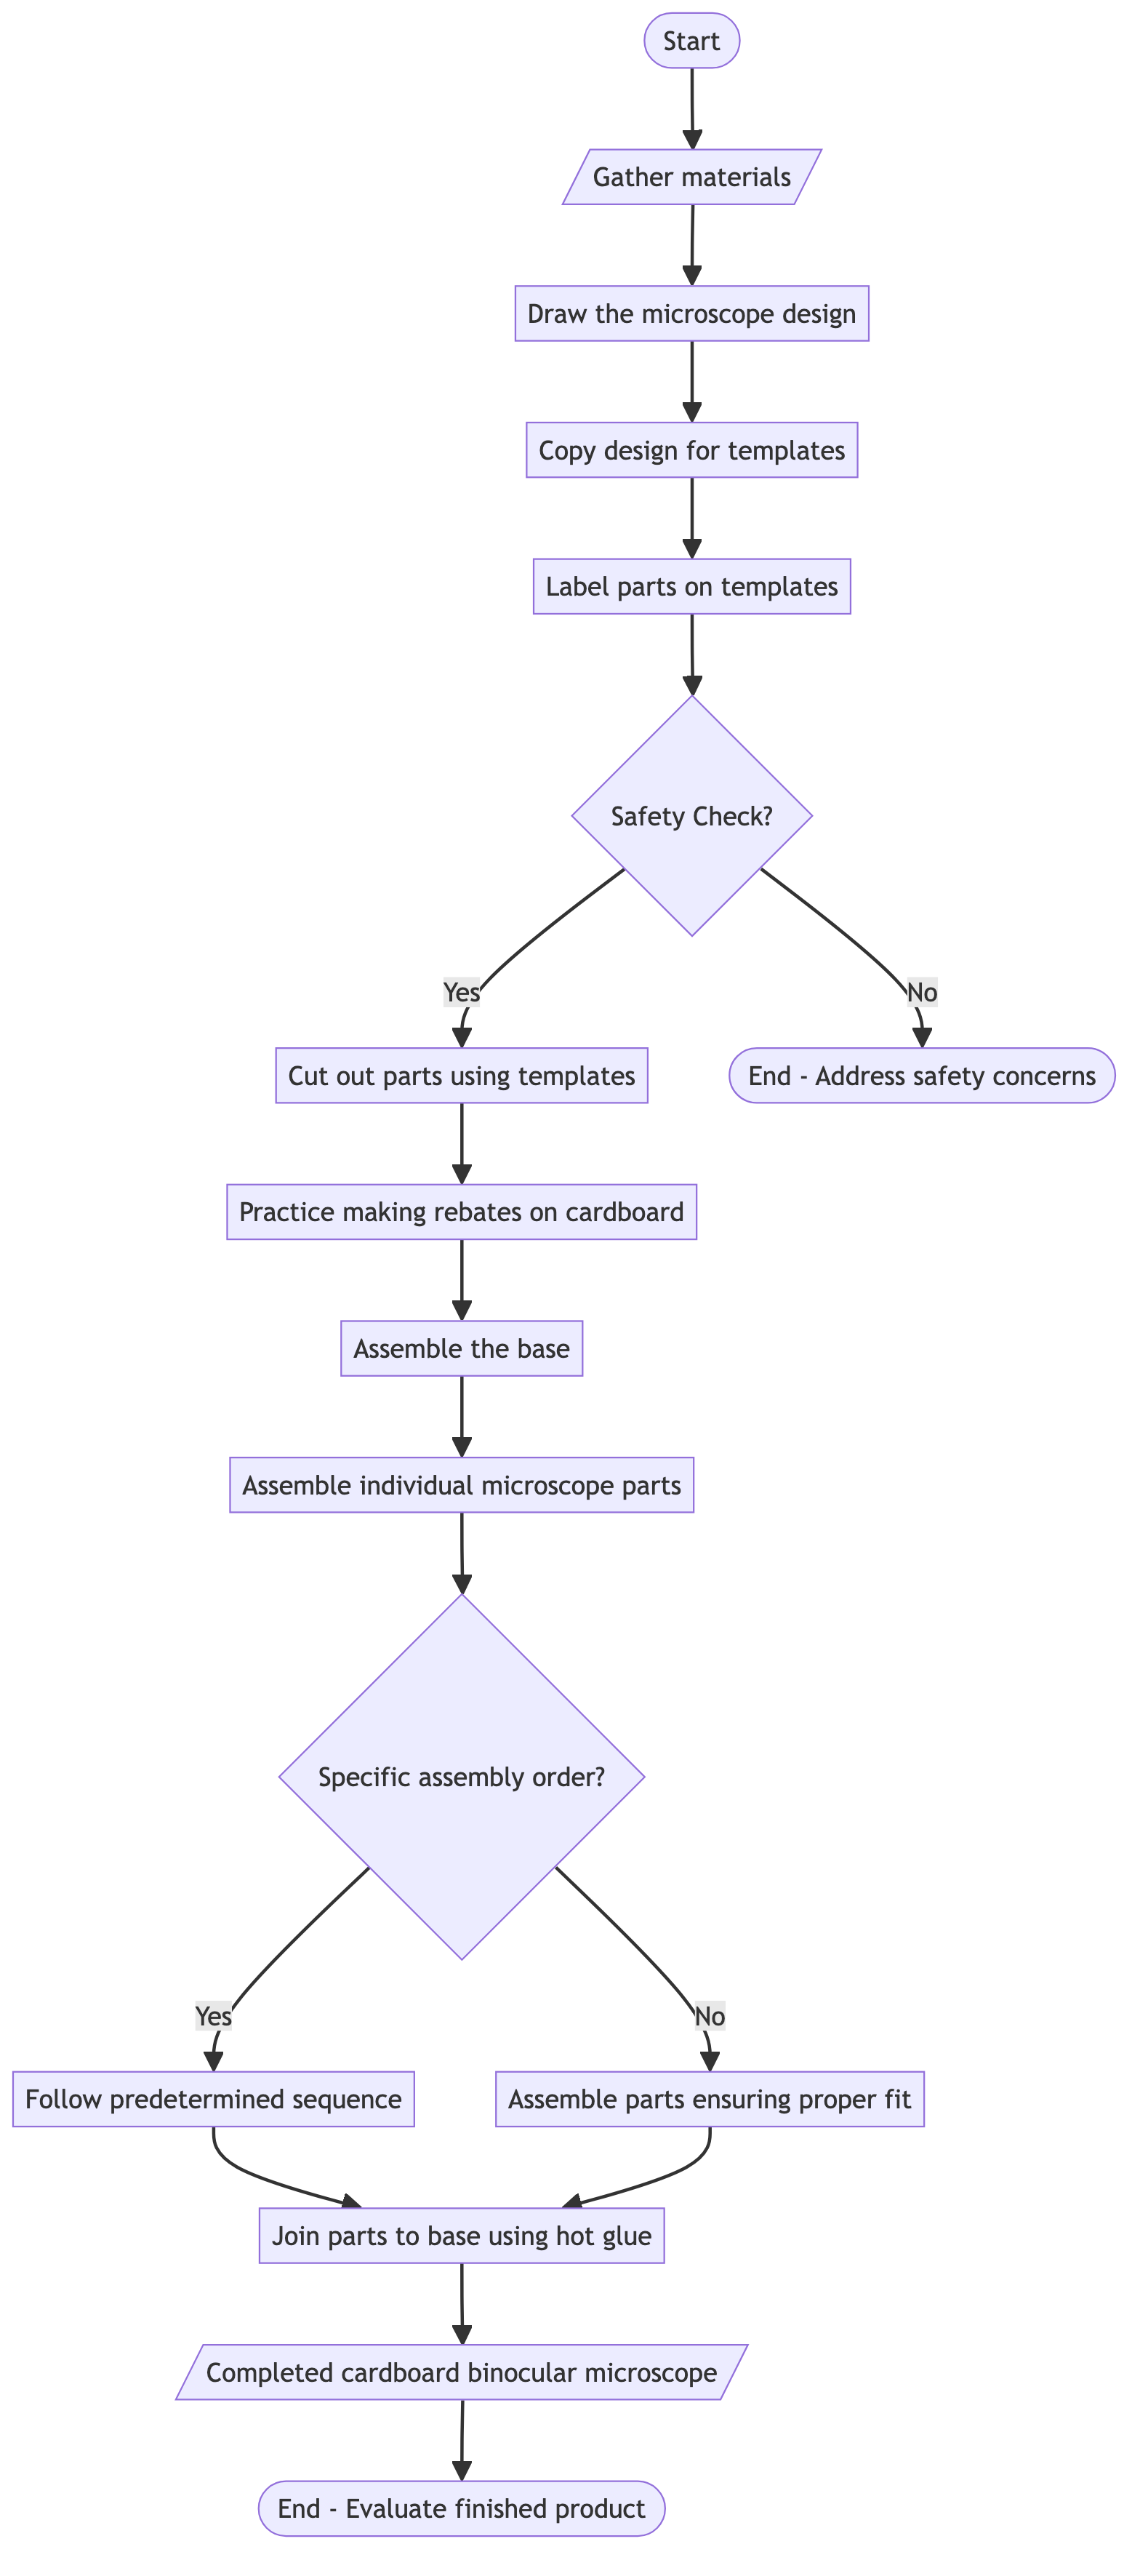 Start
Gather materials
Draw the microscope design
Copy design for templates
Label parts on templates
Safety Check?
Yes
No
Cut out parts using templates
End - Address safety concerns
Practice making rebates on cardboard
Assemble the base
Assemble individual microscope parts
Specific assembly order?
Yes
No
Follow predetermined sequence
Assemble parts ensuring proper fit
Join parts to base using hot glue
Completed cardboard binocular microscope
End - Evaluate finished product